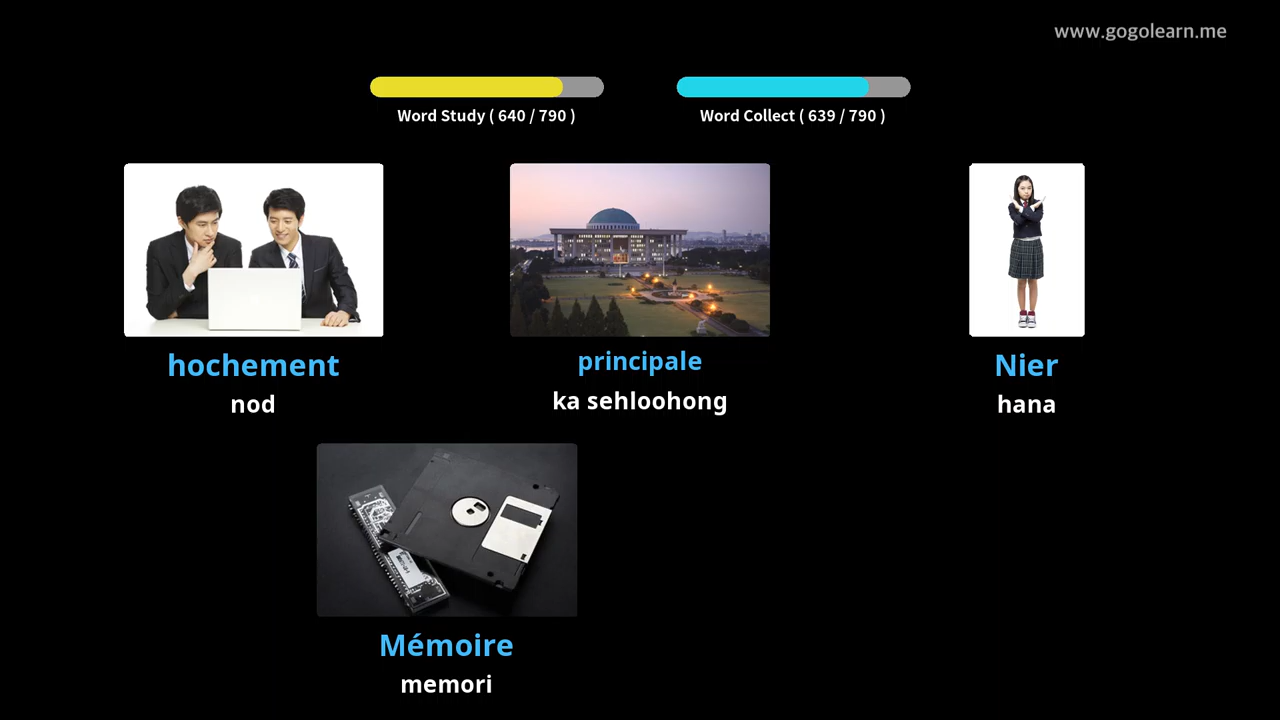 www.gogolearn.me
Word Study ( 640 / 790 )
Word Collect ( 639 / 790 )
hochement
nod
principale
ka sehloohong
Nier
hana
Mémoire
memori